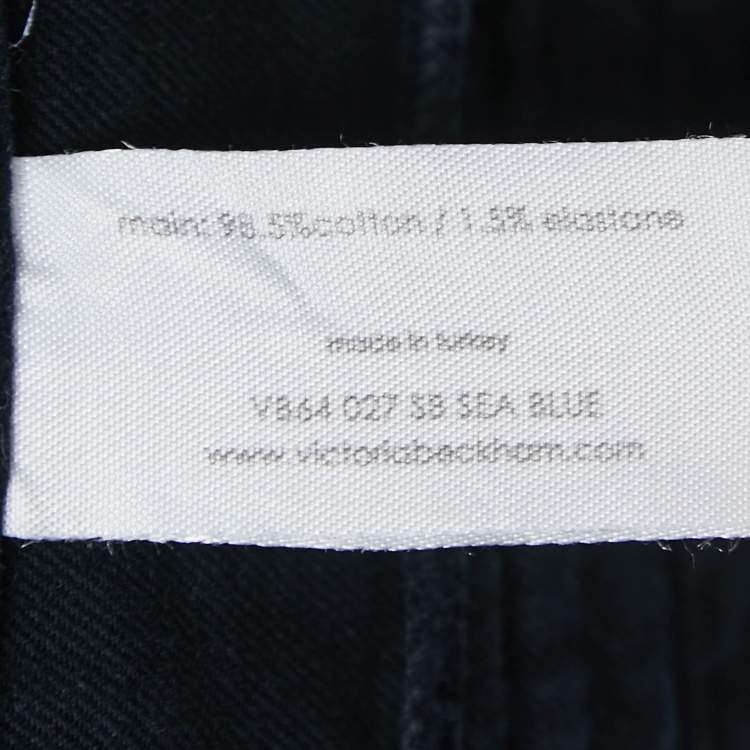 main: 98.5%cotton / 1.5% elastane
made in turkey
VB64 027 SB SEA BLUE
www.victoriabeckham.com